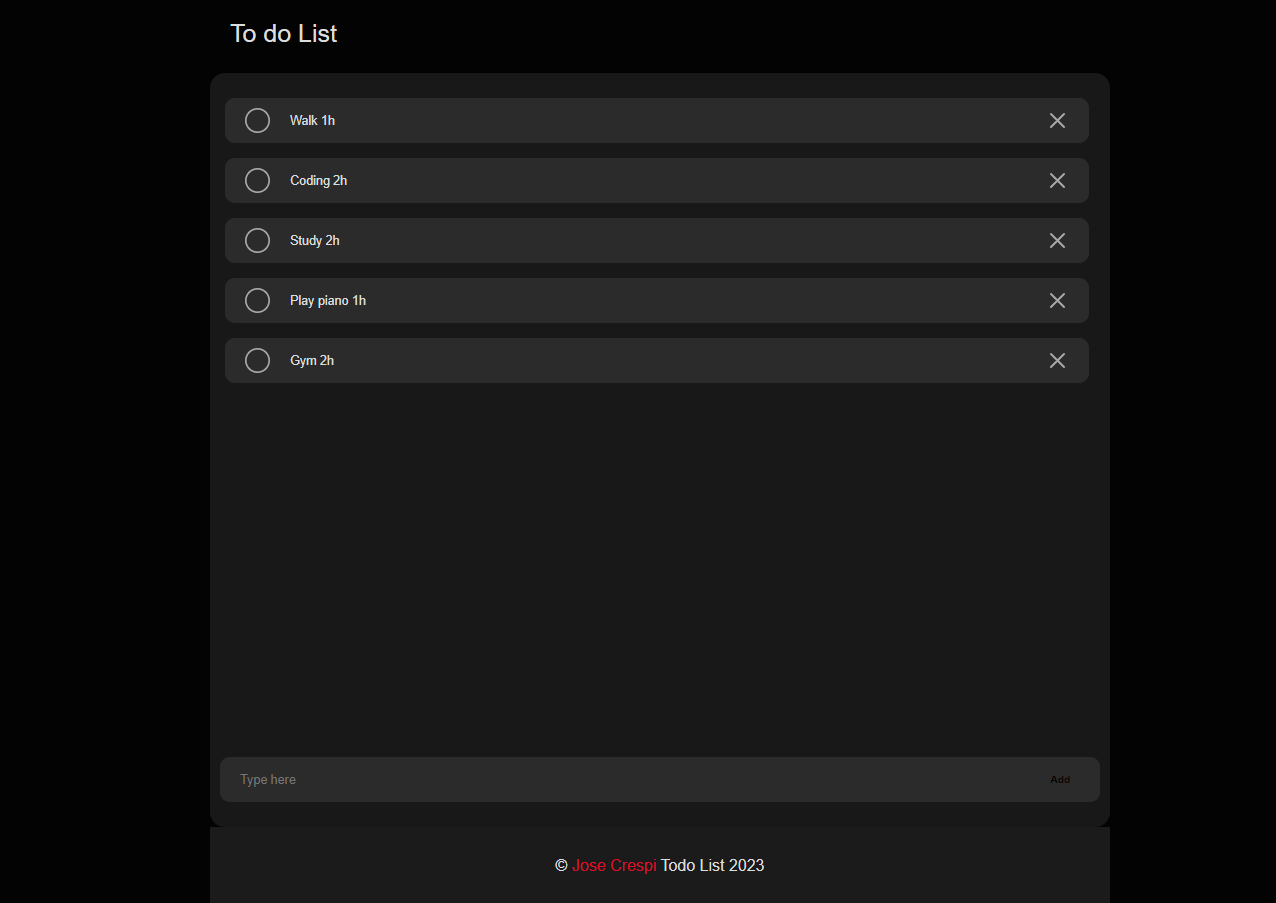 To do List
Walk 1h
Coding 2h
Study 2h
Play piano 1h
Gym 2h
Type here
Add
© Jose Crespi Todo List 2023